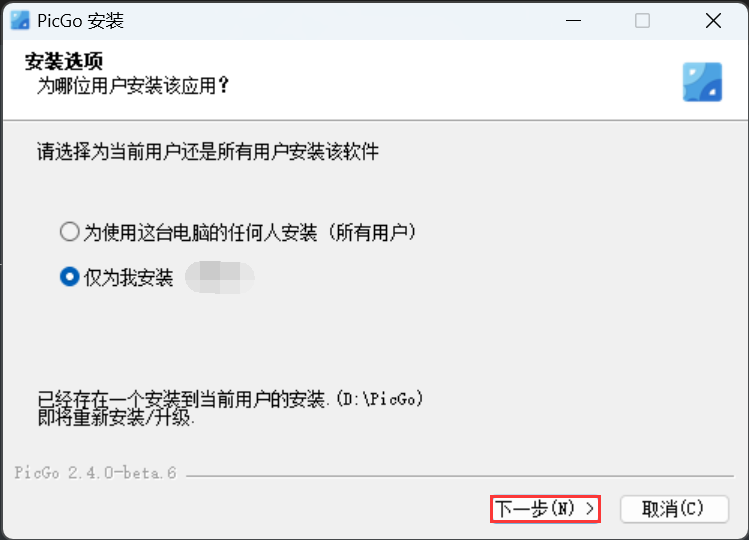 PicGo 安装
安装选项
为哪位用户安装该应用？
请选择为当前用户还是所有用户安装该软件
为使用这台电脑的任何人安装 (所有用户)
仅为我安装
已经存在一个安装到当前用户的安装.(D:\PicGo)
即将重新安装/升级.
PicGo 2.4.0-beta.6
下一步(N) >
取消(C)